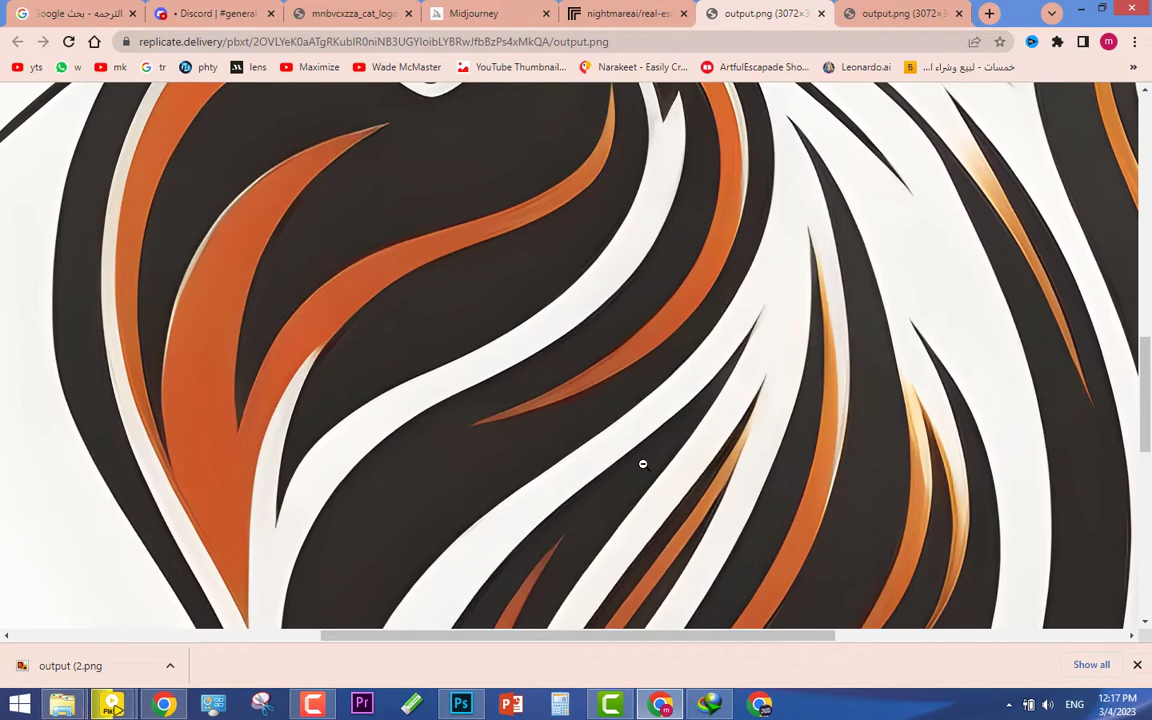 الترجمه - بحث Google
• Discord | #general
mnbvcxzza_cat_logo
Midjourney
nightmareai/real-es
output.png (3072×3
output.png (3072×3
replicate.delivery/pbxt/2OVLYeK0aATgRKubIR0niNB3UGYIoibLYBRwJfbBzPs4xMkQA/output.png
m
yts
w
mk
tr
phty
lens
Maximize
Wade McMaster
YouTube Thumbnail...
Narakeet - Easily Cr...
ArtfulEscapade Sho...
Leonardo.ai
خمسات - لبيع وشراء ا...
»
output (2.png
Show all
ENG
12:17 PM
3/4/2023